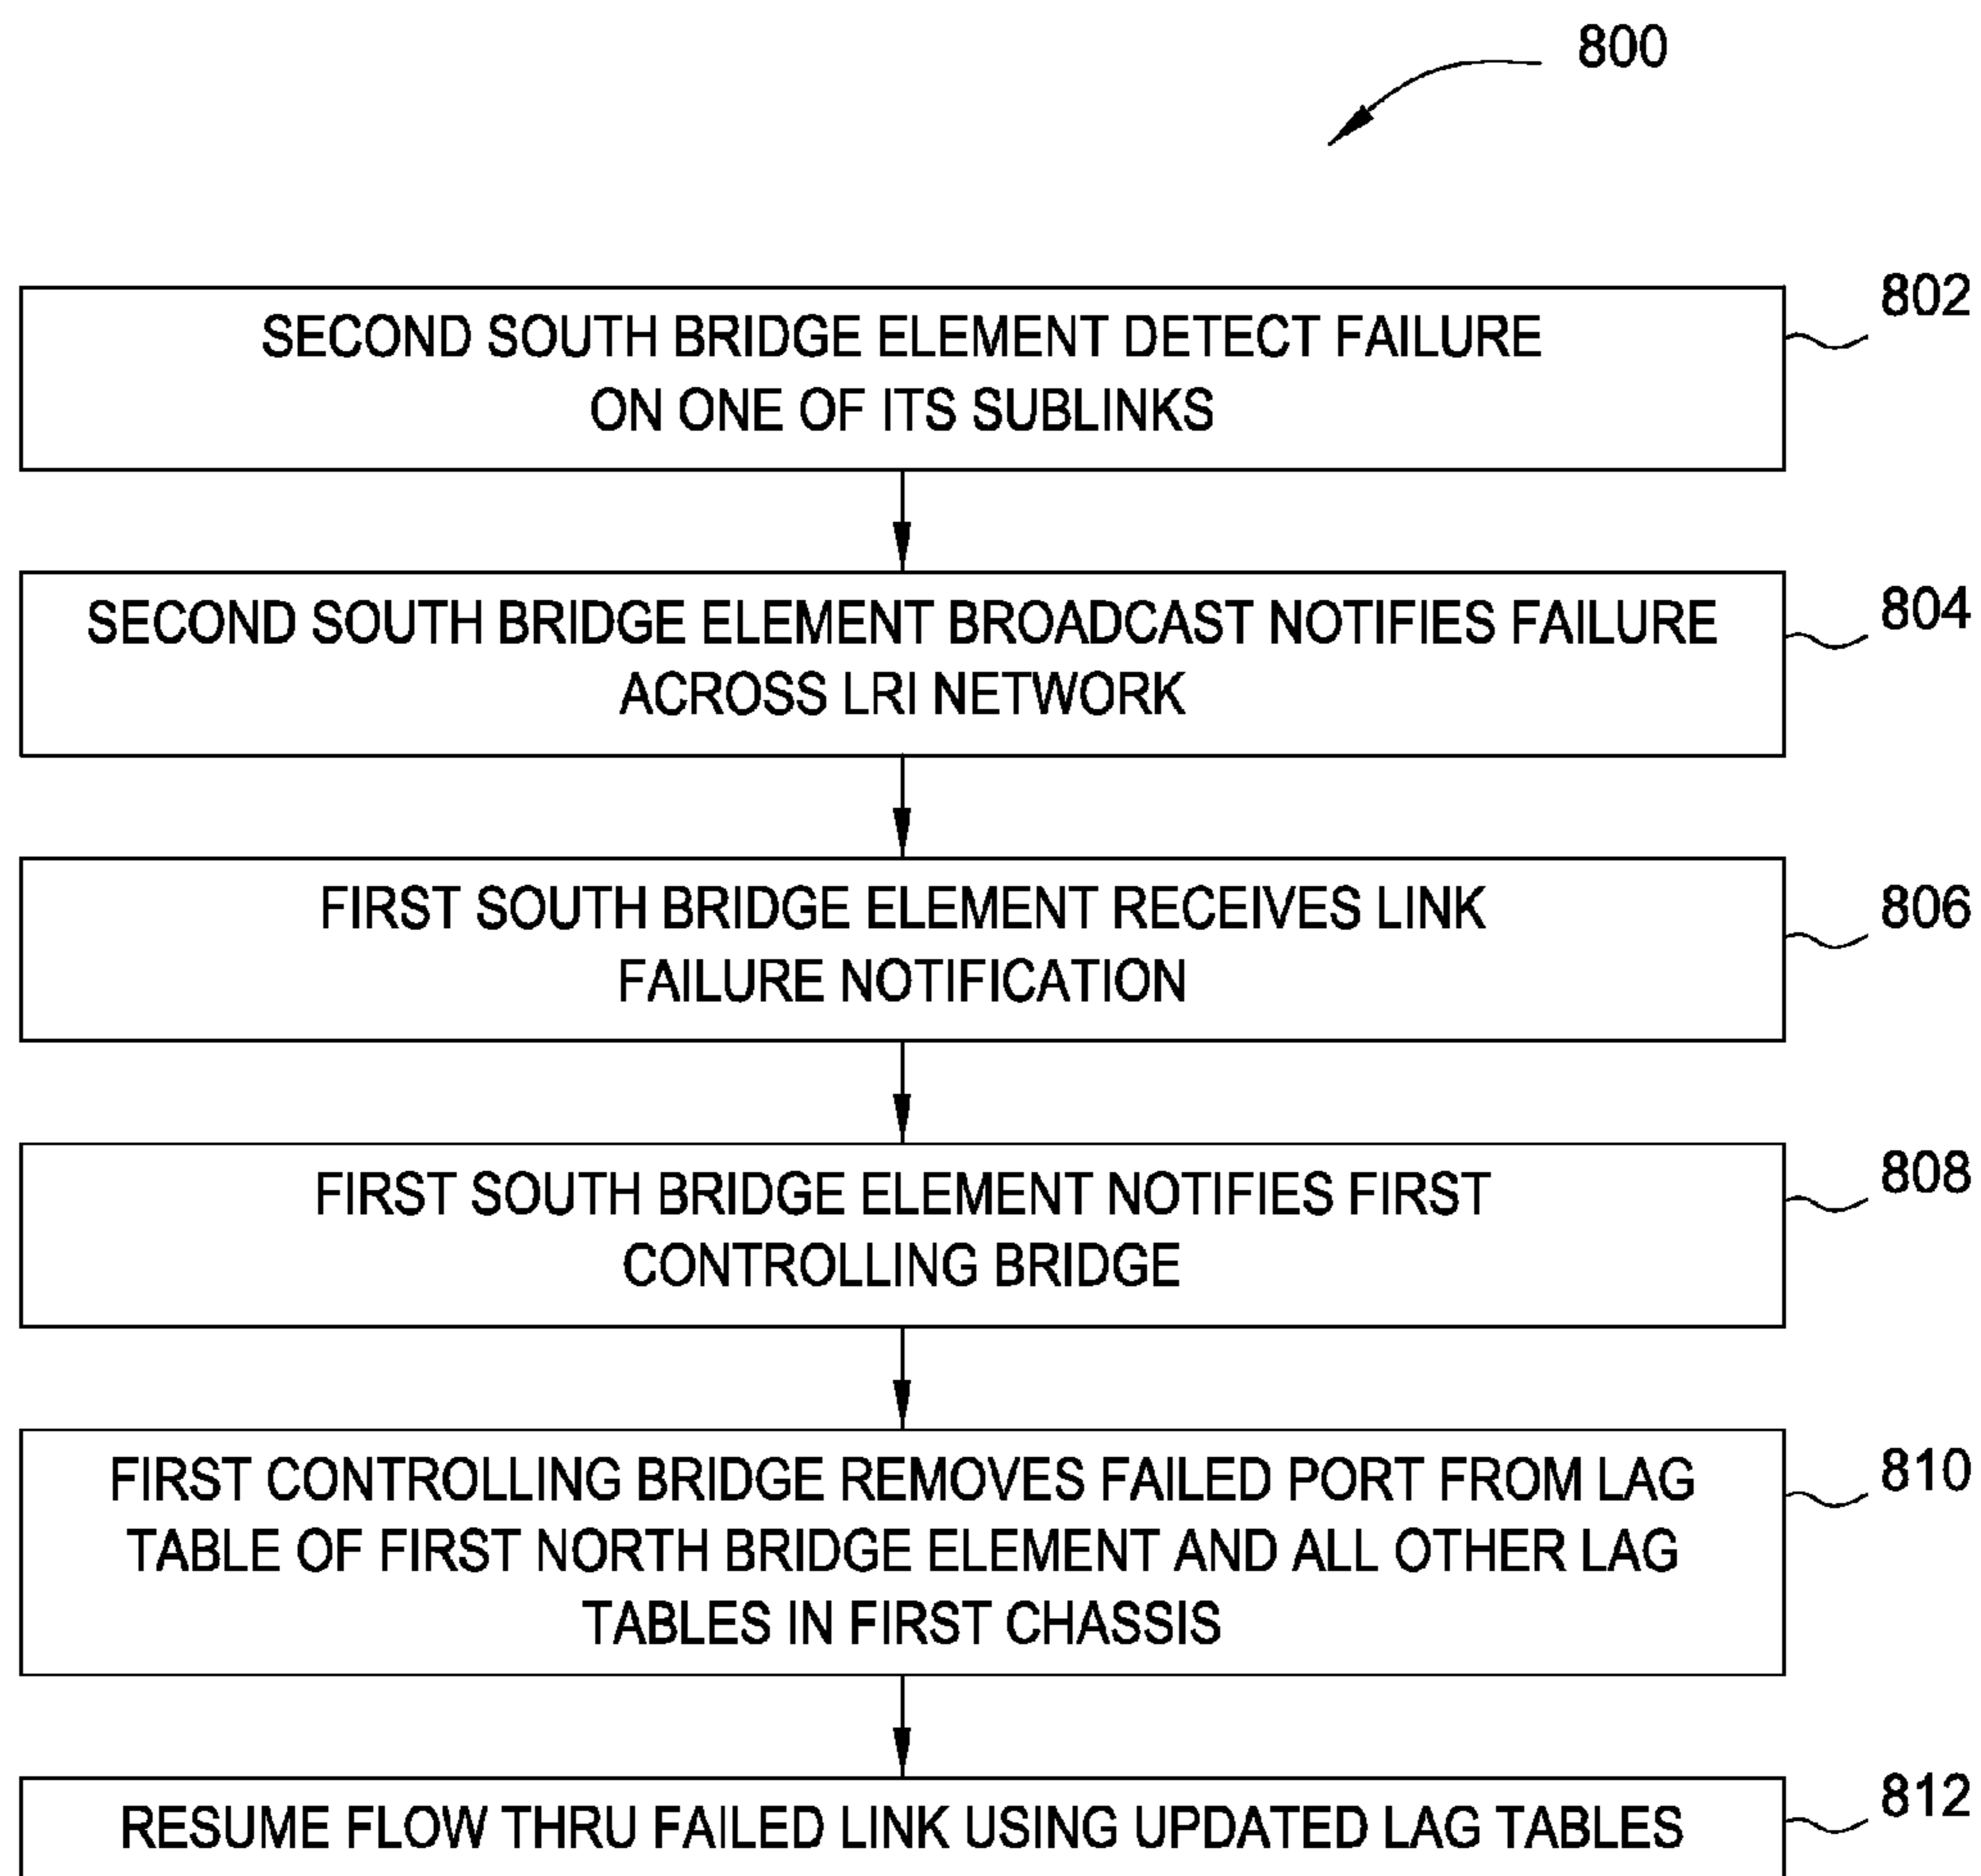 800
SECOND SOUTH BRIDGE ELEMENT DETECT FAILURE
ON ONE OF ITS SUBLINKS
802
SECOND SOUTH BRIDGE ELEMENT BROADCAST NOTIFIES FAILURE
ACROSS LRI NETWORK
804
FIRST SOUTH BRIDGE ELEMENT RECEIVES LINK
FAILURE NOTIFICATION
806
FIRST SOUTH BRIDGE ELEMENT NOTIFIES FIRST
CONTROLLING BRIDGE
808
FIRST CONTROLLING BRIDGE REMOVES FAILED PORT FROM LAG
TABLE OF FIRST NORTH BRIDGE ELEMENT AND ALL OTHER LAG
TABLES IN FIRST CHASSIS
810
RESUME FLOW THRU FAILED LINK USING UPDATED LAG TABLES
812